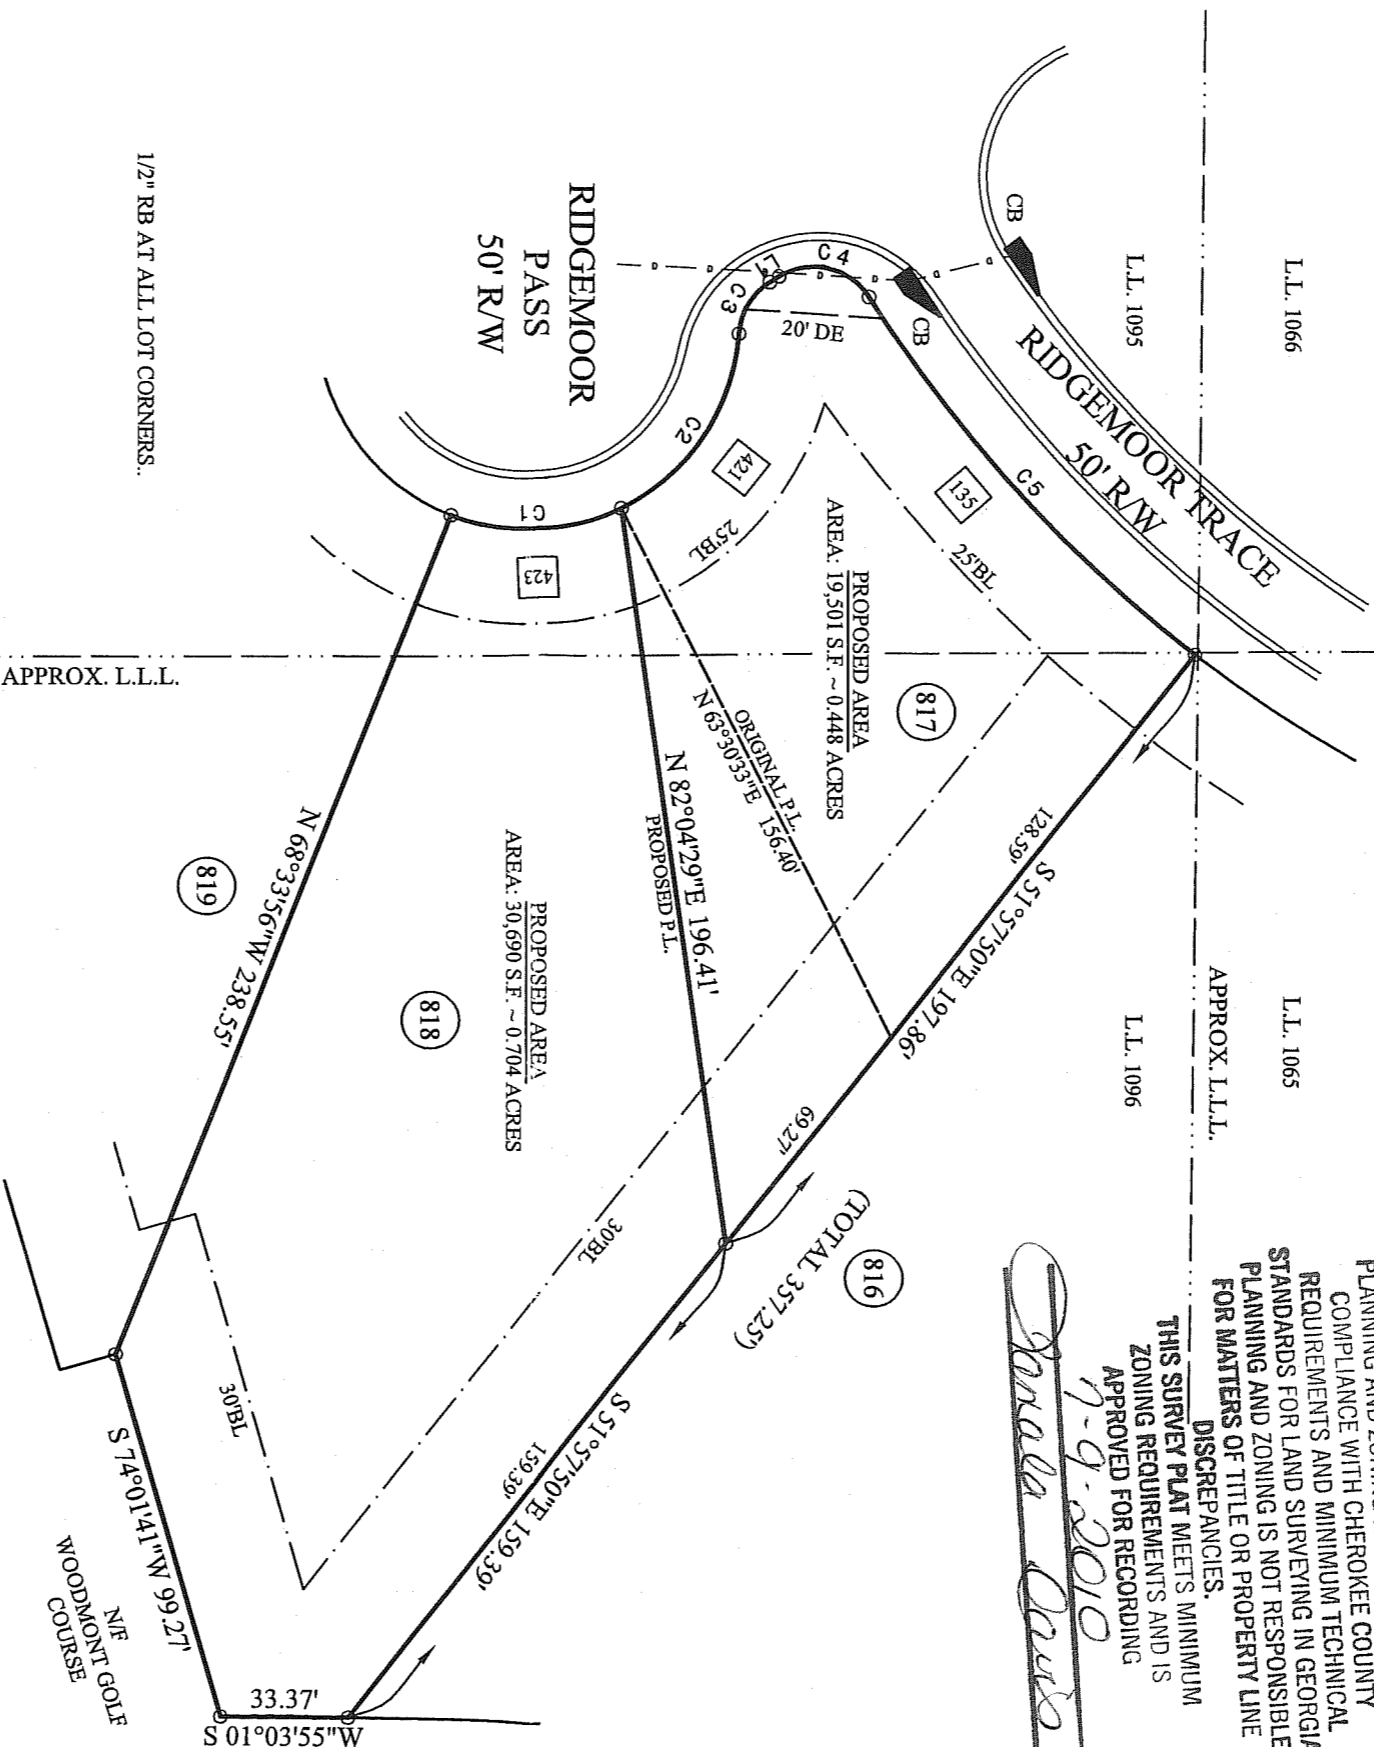 L.L. 1066
L.L. 1095
CB
RIDGEMOOR TRACE
50' R/W
CB
C4
L1
C3
20' DE
C5
C2
C1
RIDGEMOOR
PASS
50' R/W
1/2" RB AT ALL LOT CORNERS..
135
421
423
25'BL
25'BL
817
PROPOSED AREA
AREA: 19,501 S.F. ~ 0.448 ACRES
ORIGINAL P.L.
N 63°30'33"E 156.40'
N 82°04'29"E 196.41'
PROPOSED P.L.
128.59'
S 51°57'50"E 197.86'
69.27'
(TOTAL 357.25')
816
APPROX. L.L.L.
L.L. 1065
L.L. 1096
APPROX. L.L.L.
819
N 68°33'56"W 238.55'
818
PROPOSED AREA
AREA: 30,690 S.F. ~ 0.704 ACRES
30'BL
30'BL
S 51°57'50"E 159.39'
159.39'
S 74°01'41"W 99.27'
33.37'
S 01°03'55"W
N/F
WOODMONT GOLF
COURSE
PLANNING AND
COMPLIANCE WITH CHEROKEE COUNTY
REQUIREMENTS AND MINIMUM TECHNICAL
STANDARDS FOR LAND SURVEYING IN GEORGIA
PLANNING AND ZONING IS NOT RESPONSIBLE
FOR MATTERS OF TITLE OR PROPERTY LINE
DISCREPANCIES.
THIS SURVEY PLAT MEETS MINIMUM
ZONING REQUIREMENTS AND IS
APPROVED FOR RECORDING
7-9-2010